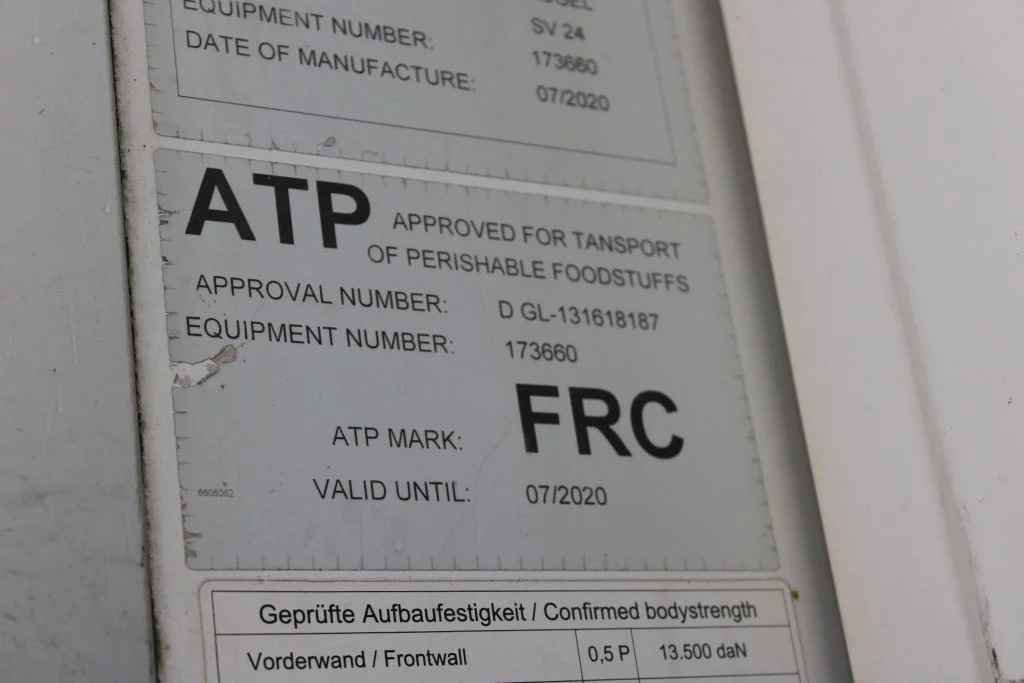 SV 24
EQUIPMENT NUMBER: 173660
DATE OF MANUFACTURE: 07/2020
ATP APPROVED FOR TANSPORT
OF PERISHABLE FOODSTUFFS
APPROVAL NUMBER: D GL-131618187
EQUIPMENT NUMBER: 173660
ATP MARK: FRC
VALID UNTIL: 07/2020
6606062
Geprüfte Aufbaufestigkeit / Confirmed bodystrength
Vorderwand / Frontwall 0,5 P 13.500 daN